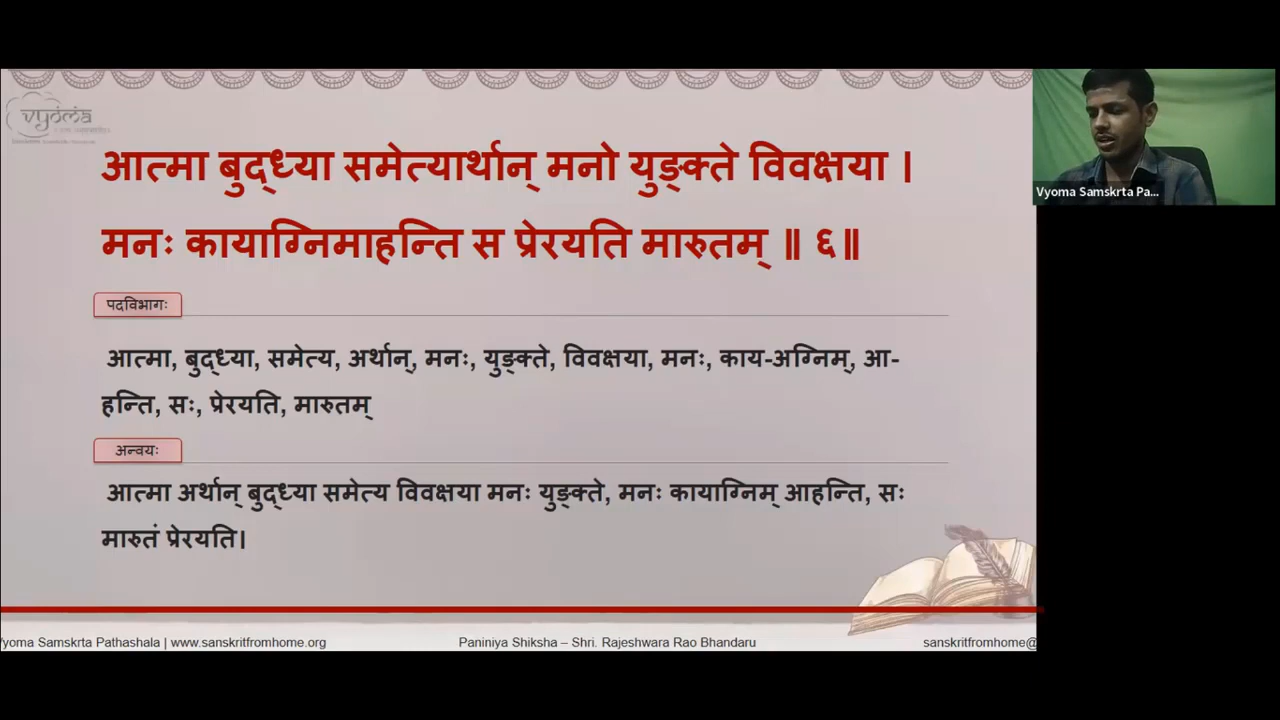 vyoma
आत्मा बुद्ध्या समेत्यार्थान् मनो युङ्क्ते विवक्षया ।
मनः कायाग्निमाहन्ति स प्रेरयति मारुतम् ॥ ६॥
Vyoma Samskrta Pa...
पदविभागः
आत्मा, बुद्ध्या, समेत्य, अर्थान्, मनः, युङ्क्ते, विवक्षया, मनः, काय-अग्निम्, आ-
हन्ति, सः, प्रेरयति, मारुतम्
अन्वयः
आत्मा अर्थान् बुद्ध्या समेत्य विवक्षया मनः युङ्क्ते, मनः कायाग्निम् आहन्ति, सः
मारुतं प्रेरयति।
yoma Samskrta Pathashala | www.sanskritfromhome.org
Paniniya Shiksha – Shri. Rajeshwara Rao Bhandaru
sanskritfromhome@